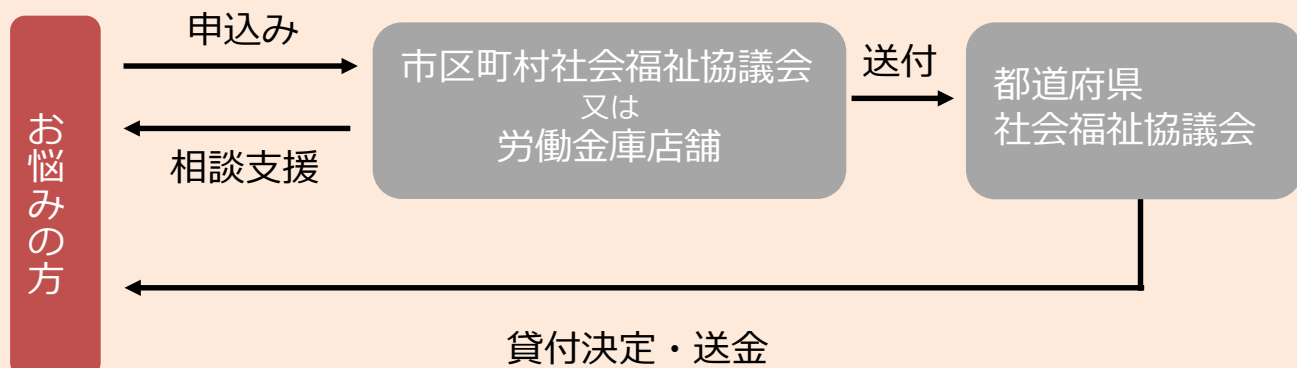 お悩みの方
申込み
相談支援
市区町村社会福祉協議会
又は
労働金庫店舗
送付
都道府県
社会福祉協議会
貸付決定・送金